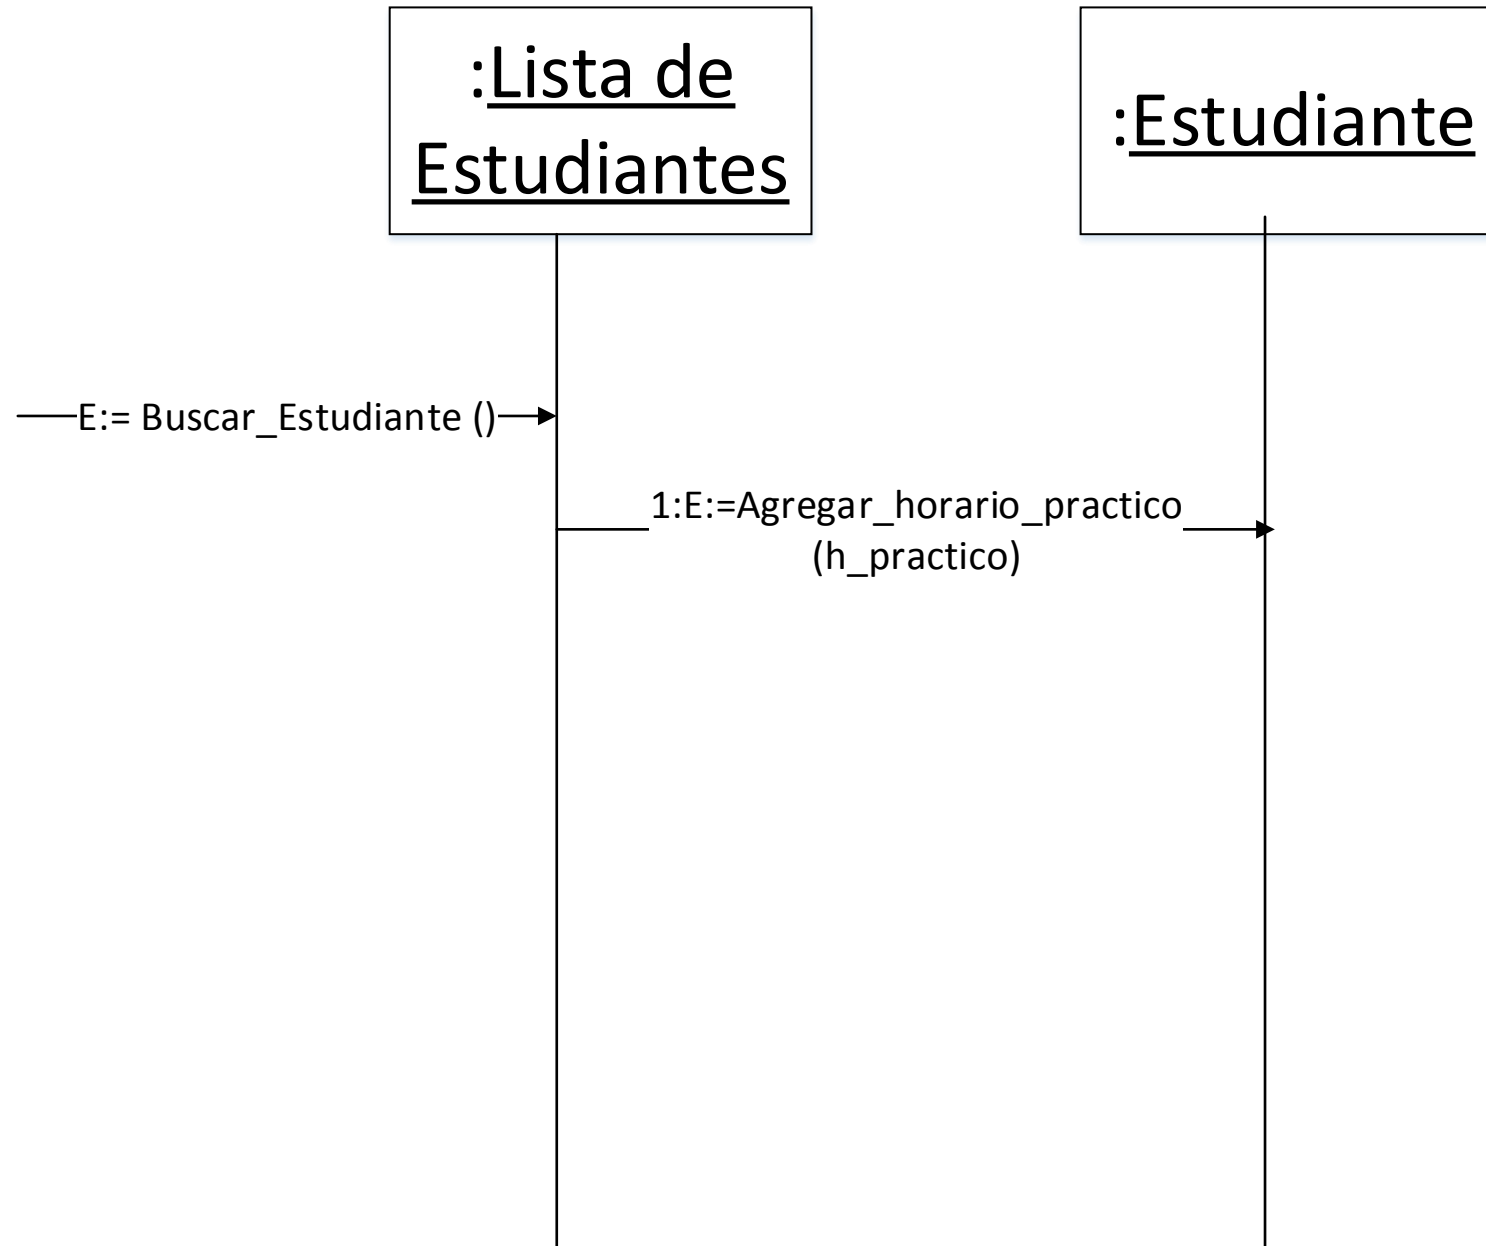 :Lista de
Estudiantes
:Estudiante
E:= Buscar_Estudiante ()
1:E:=Agregar_horario_practico
(h_practico)